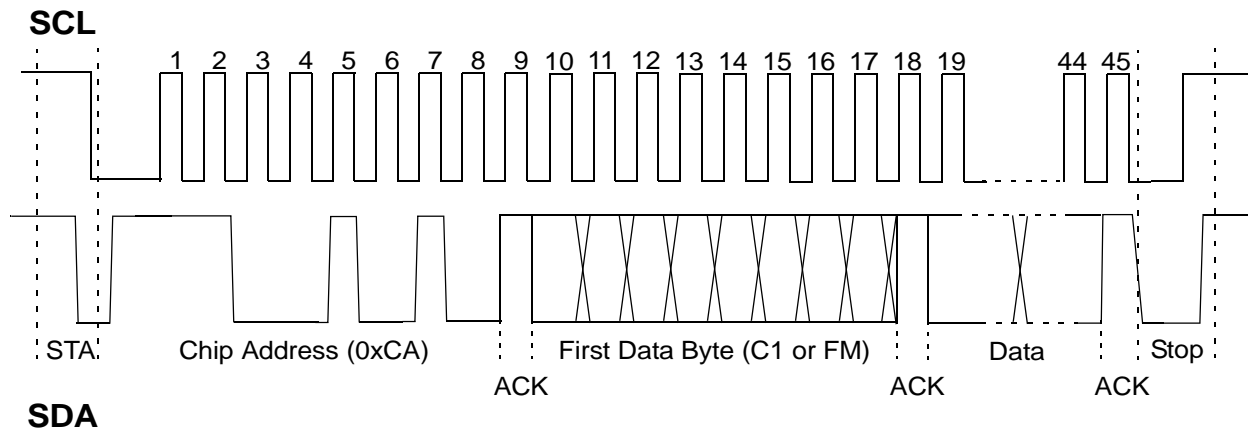 SCL
1 2 3 4 5 6 7 8 9 10 11 12 13 14 15 16 17 18 19 44 45
STA Chip Address (0xCA) First Data Byte (C1 or FM) Data Stop
ACK ACK ACK
SDA